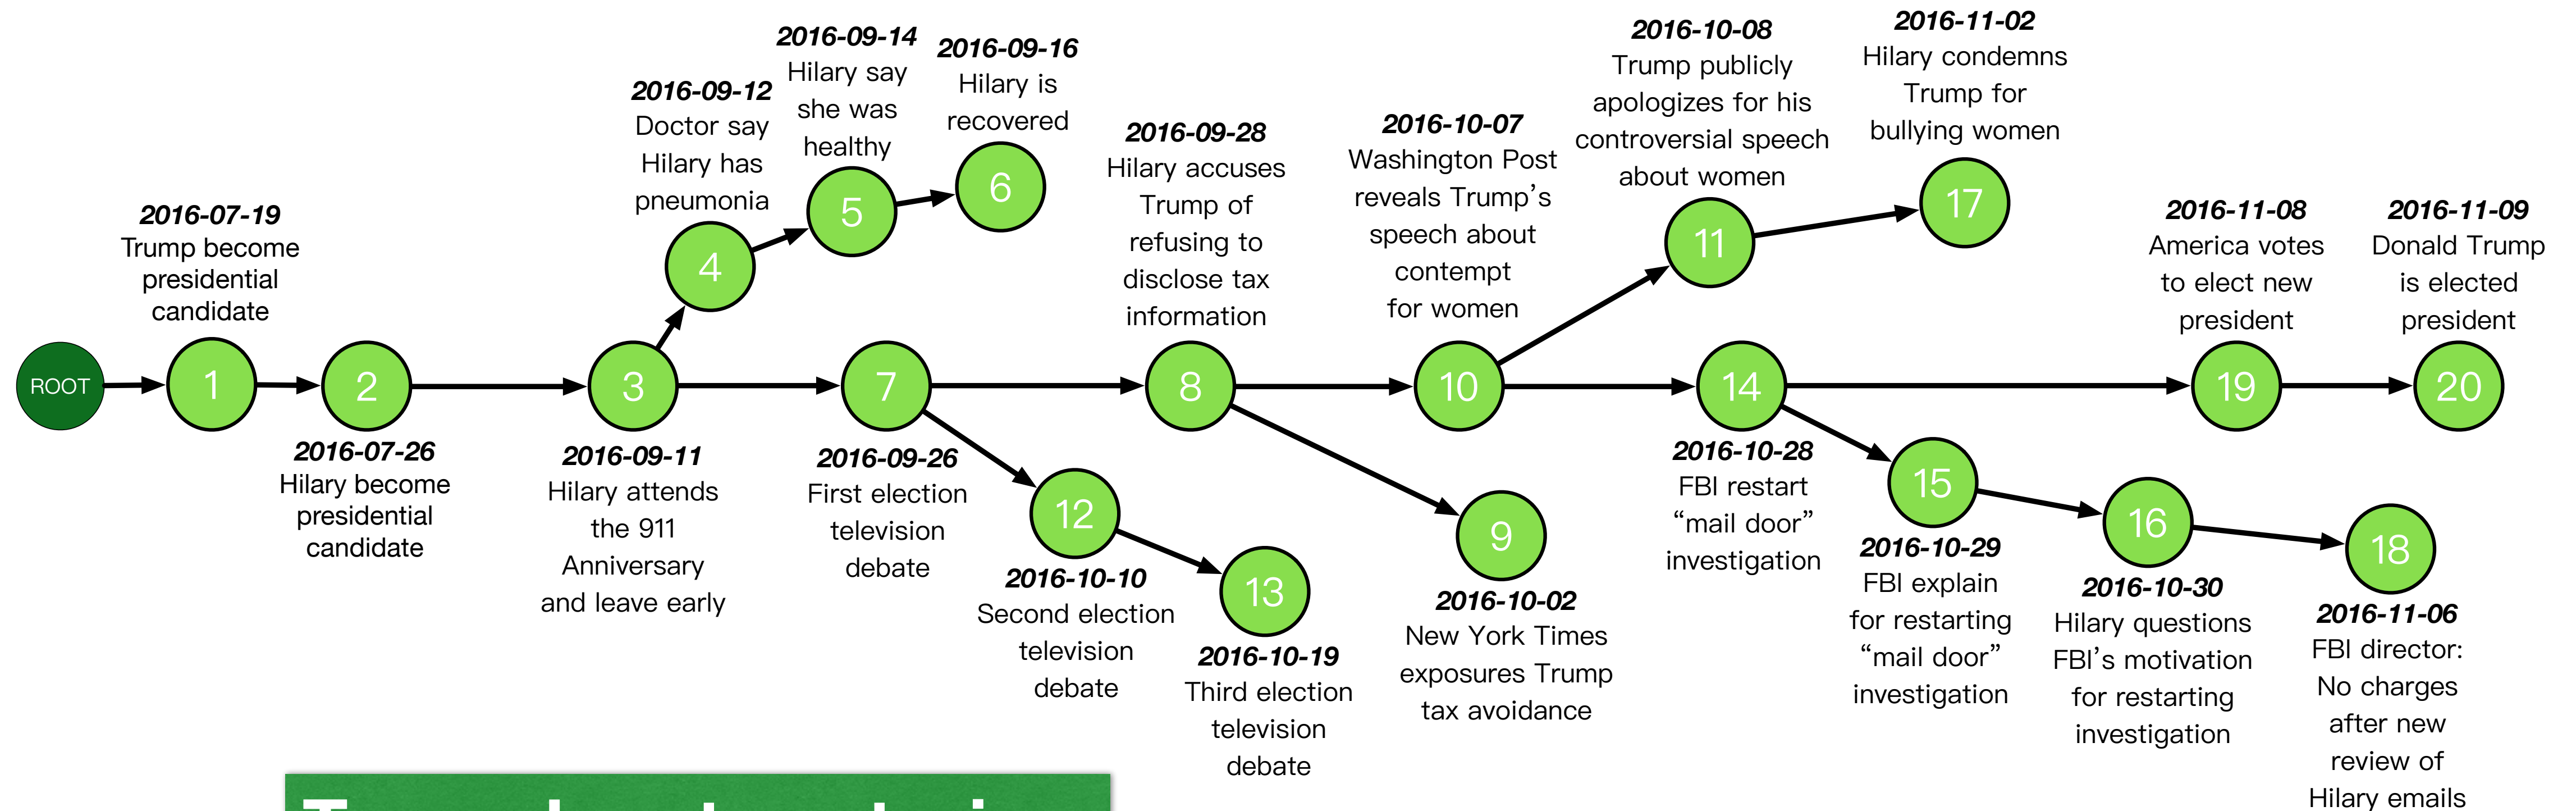 2016-07-19
Trump become
presidential
candidate
2016-07-26
Hilary become
presidential
candidate
2016-09-11
Hilary attends
the 911
Anniversary
and leave early
2016-09-12
Doctor say
Hilary has
pneumonia
2016-09-14
Hilary say
she was
healthy
2016-09-16
Hilary is
recovered
2016-09-26
First election
television
debate
2016-09-28
Hilary accuses
Trump of
refusing to
disclose tax
information
2016-10-02
New York Times
exposures Trump
tax avoidance
2016-10-07
Washington Post
reveals Trump’s
speech about
contempt
for women
2016-10-08
Trump publicly
apologizes for his
controversial speech
about women
2016-10-10
Second election
television
debate
2016-10-19
Third election
television
debate
2016-10-28
FBI restart
“mail door”
investigation
2016-10-29
FBI explain
for restarting
“mail door”
investigation
2016-10-30
Hilary questions
FBI’s motivation
for restarting
investigation
2016-11-02
Hilary condemns
Trump for
bullying women
2016-11-06
FBI director:
No charges
after new
review of
Hilary emails
2016-11-08
America votes
to elect new
president
2016-11-09
Donald Trump
is elected
president
ROOT
1
2
3
4
5
6
7
8
9
10
11
12
13
14
15
16
17
18
19
20